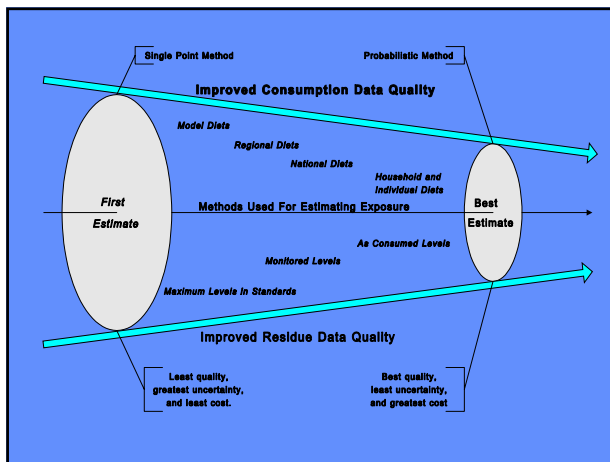 Single Point Method
Probabilistic Method
Improved Consumption Data Quality
Model Diets
Regional Diets
National Diets
Household and
Individual Diets
First
Estimate
Methods Used For Estimating Exposure
Best
Estimate
As Consumed Levels
Monitored Levels
Maximum Levels In Standards
Improved Residue Data Quality
Least quality,
greatest uncertainty,
and least cost.
Best quality,
least uncertainty,
and greatest cost